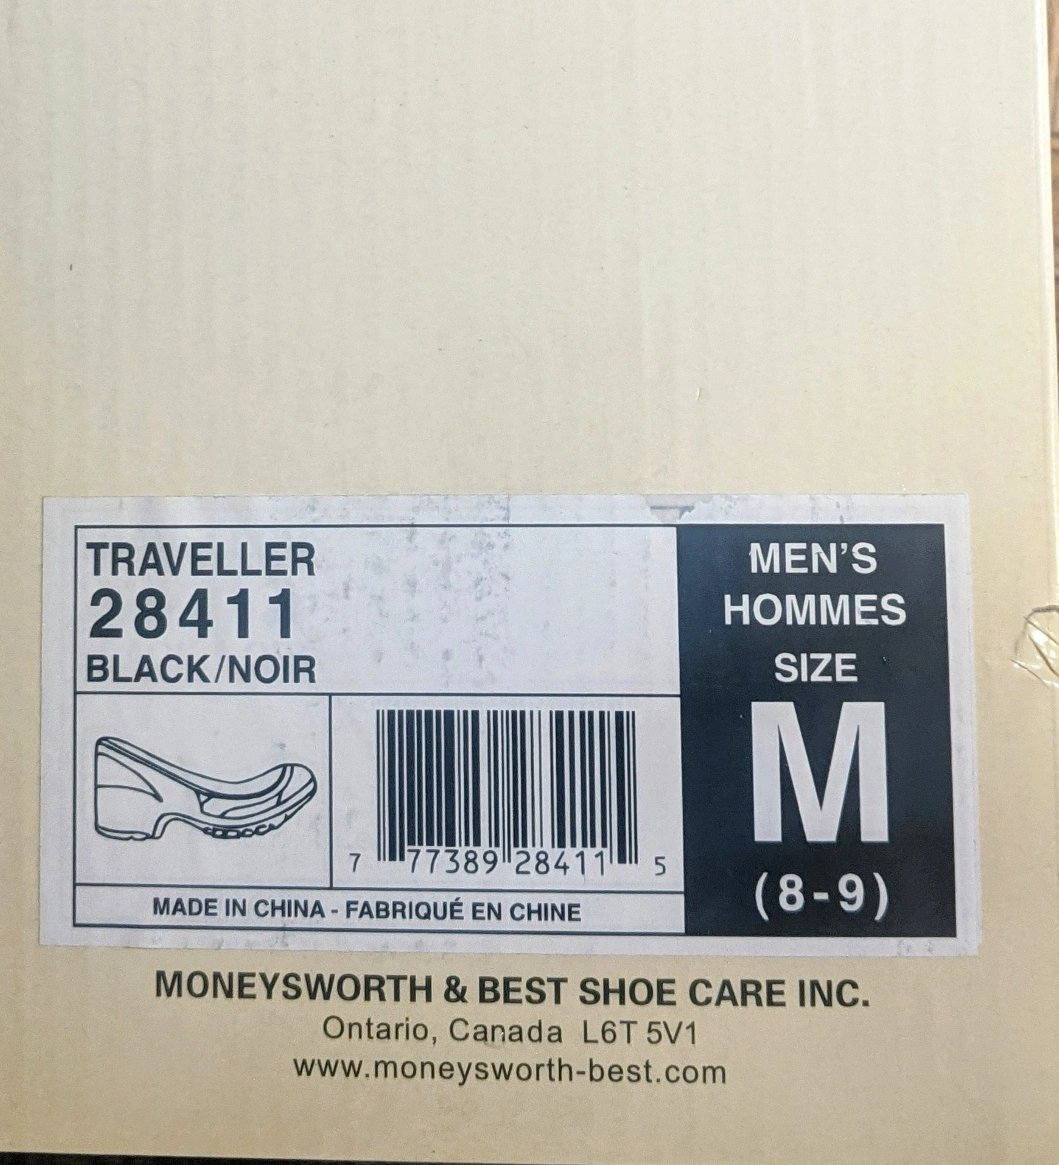 TRAVELLER
28411
BLACK/NOIR
MEN'S
HOMMES
SIZE
M
(8-9)
7 77389 28411 5
MADE IN CHINA - FABRIQUÉ EN CHINE
MONEYSWORTH & BEST SHOE CARE INC.
Ontario, Canada L6T 5V1
www.moneysworth-best.com